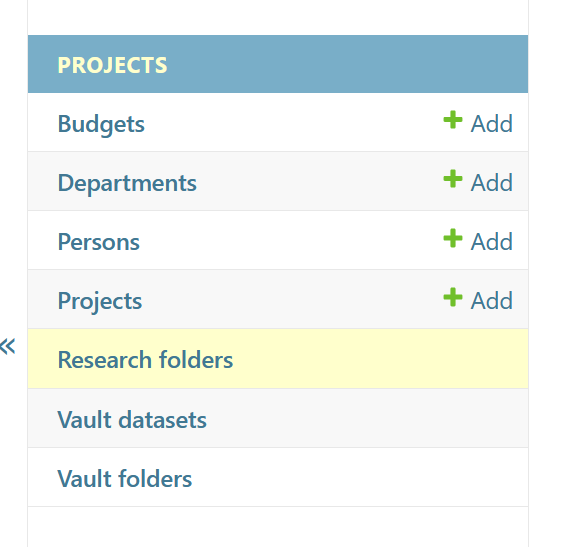 PROJECTS
Budgets Add
Departments Add
Persons Add
Projects Add
«
Research folders
Vault datasets
Vault folders